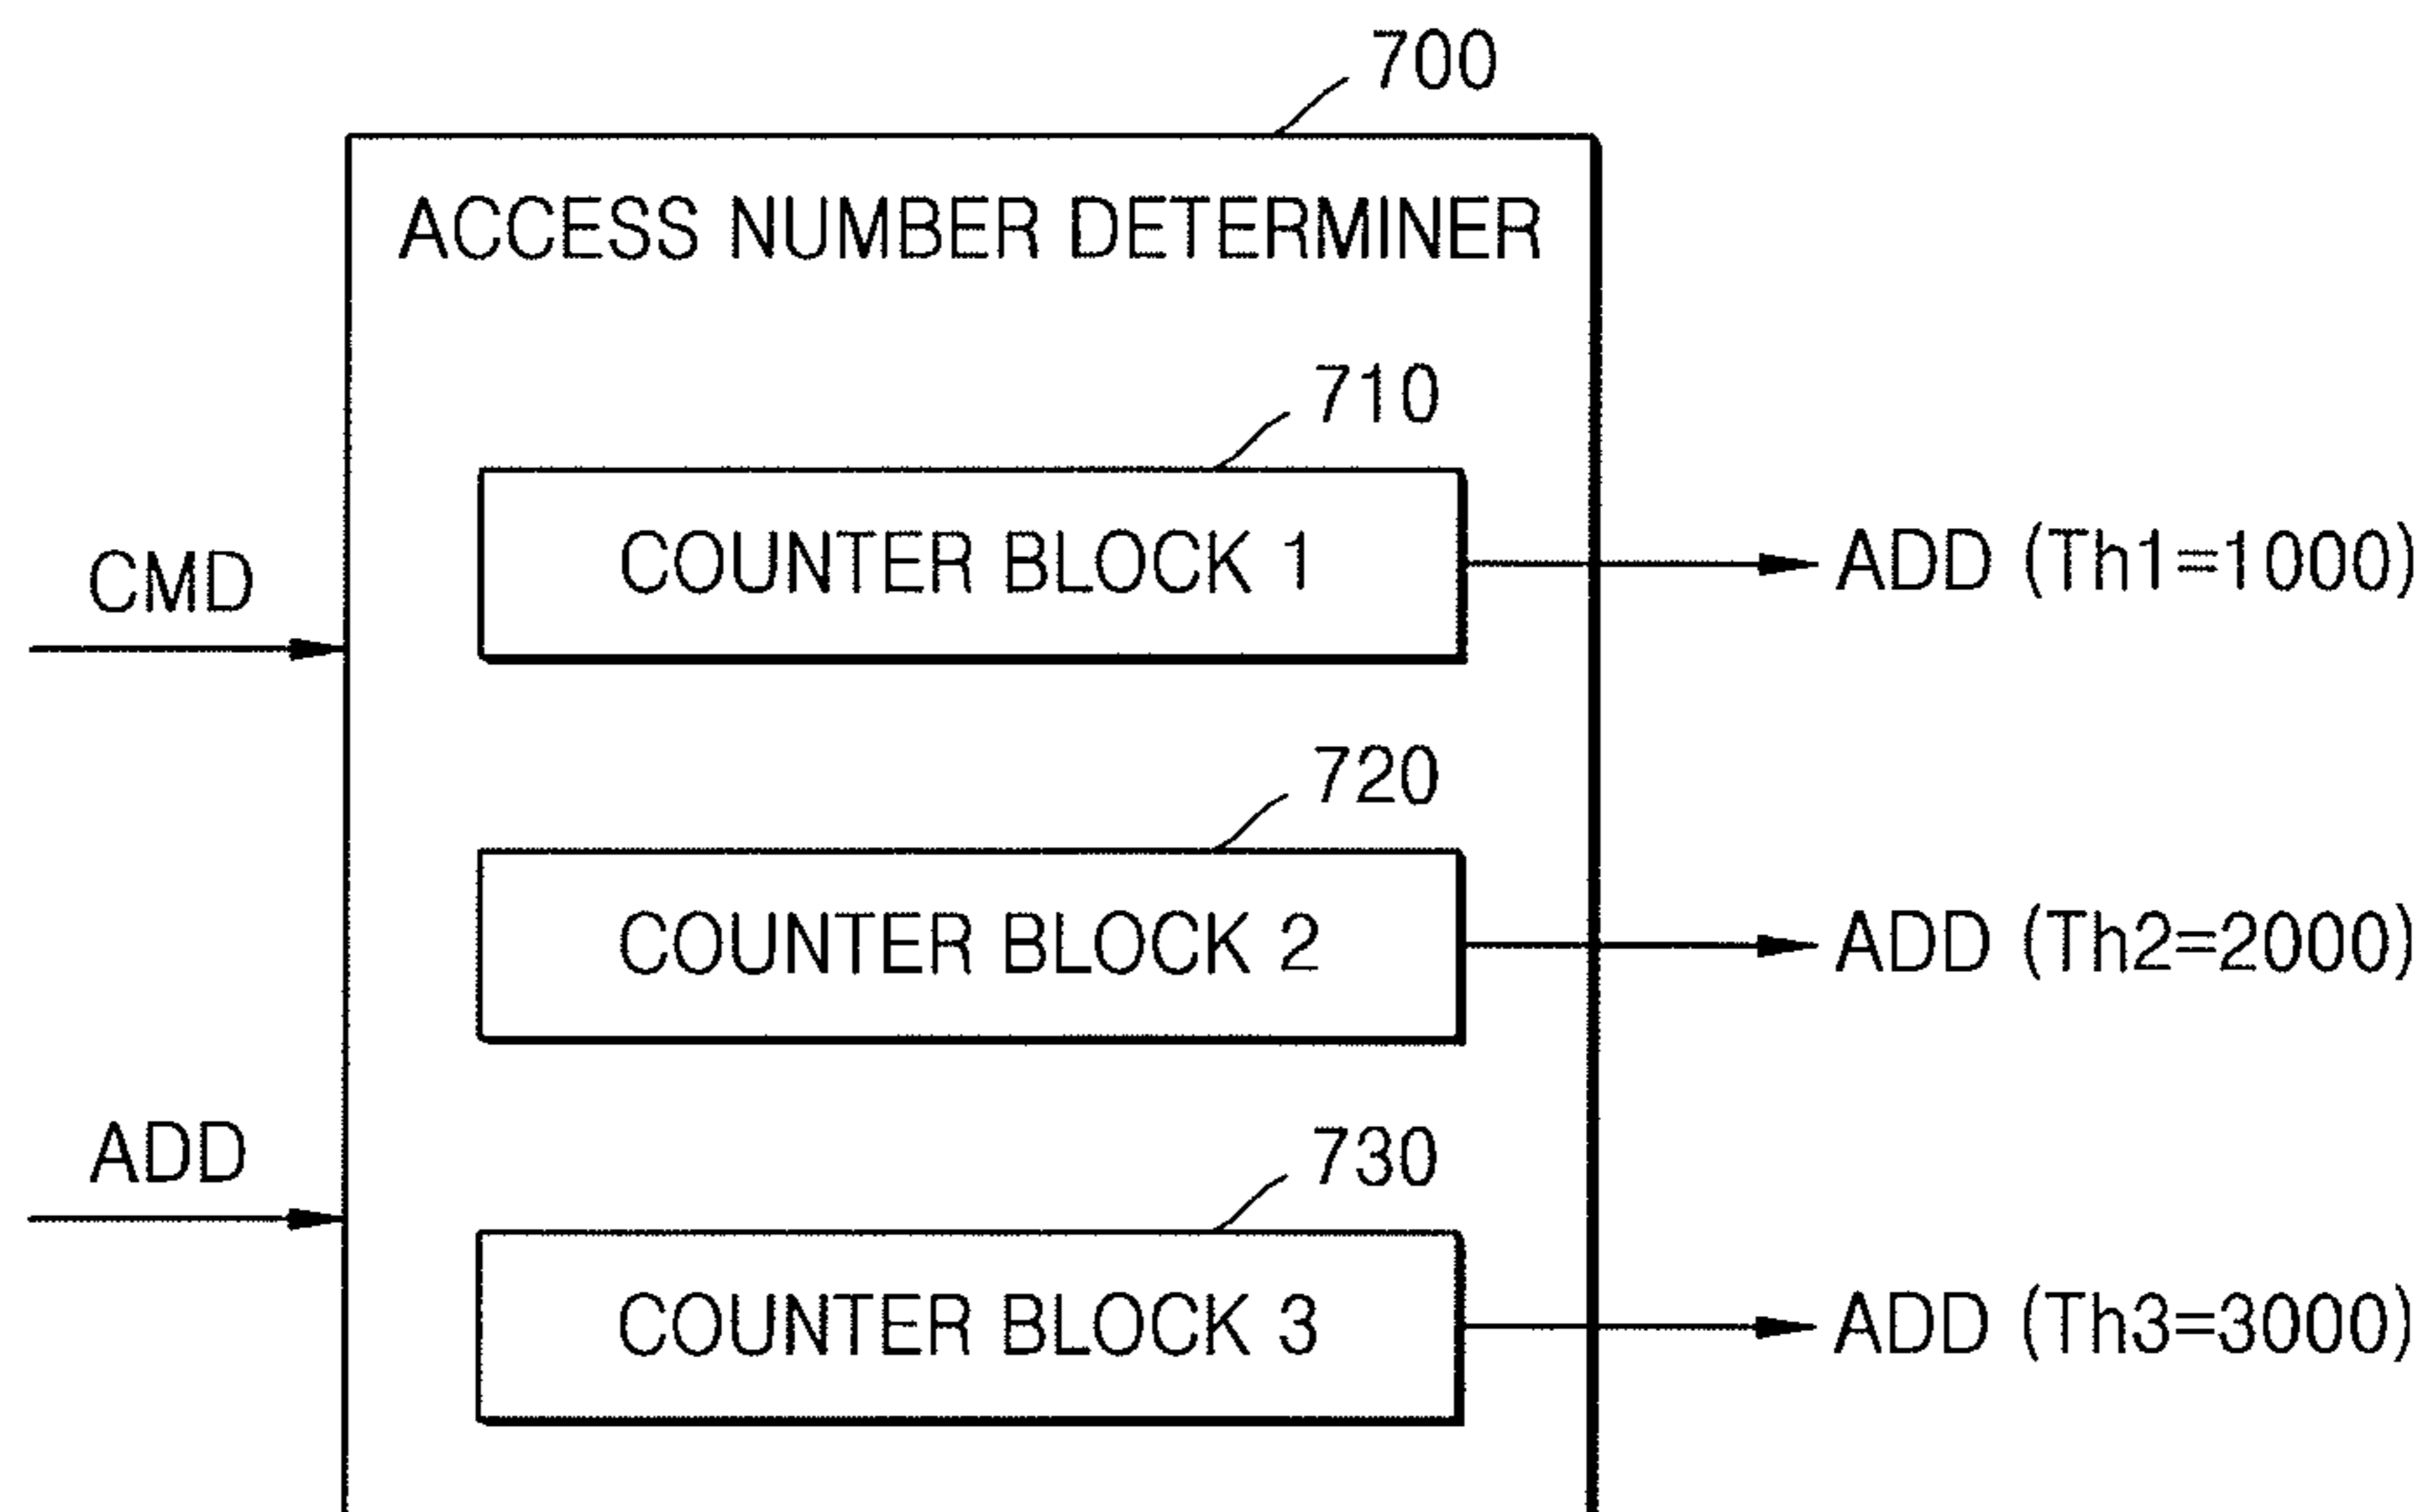 700
ACCESS NUMBER DETERMINER
710
COUNTER BLOCK 1
CMD
ADD (Th1=1000)
720
COUNTER BLOCK 2
ADD (Th2=2000)
ADD
730
COUNTER BLOCK 3
ADD (Th3=3000)